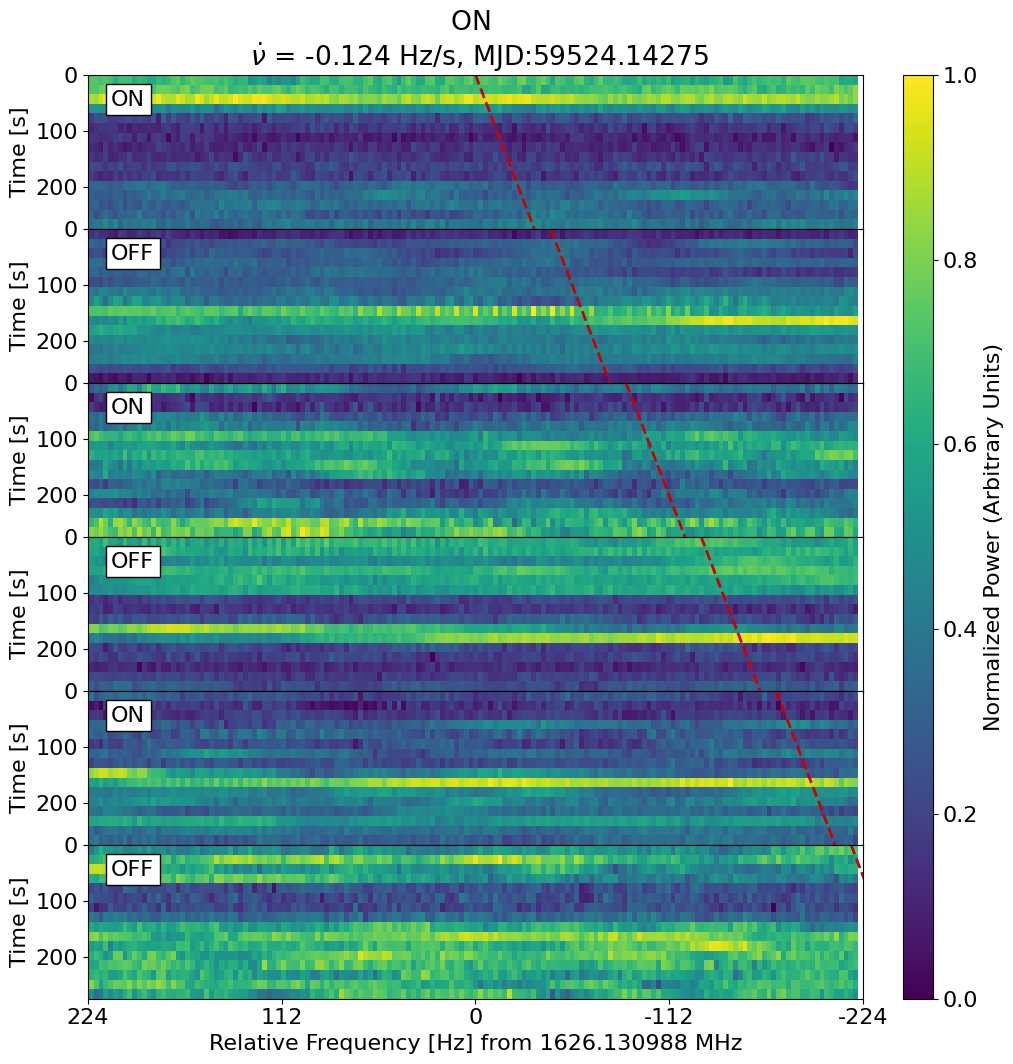 ON
ν̇ = -0.124 Hz/s, MJD:59524.14275
0
ON
100
Time [s]
200
0
OFF
100
Time [s]
200
0
ON
100
Time [s]
200
0
OFF
100
Time [s]
200
0
ON
100
Time [s]
200
0
OFF
100
Time [s]
200
224 112 0 -112 -224
Relative Frequency [Hz] from 1626.130988 MHz
1.0
0.8
0.6
0.4
0.2
0.0
Normalized Power (Arbitrary Units)